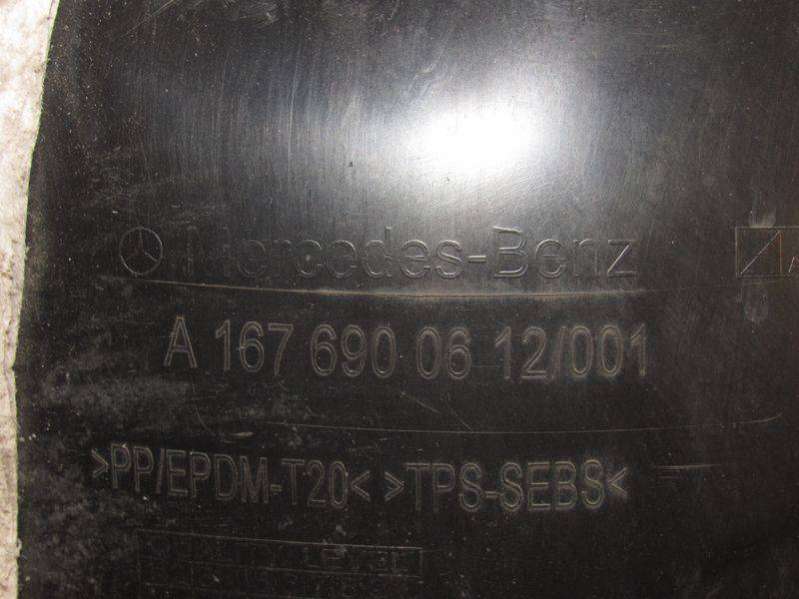 Mercedes-Benz
A 167 690 06 12/001
>PP/EPDM-T20< >TPS-SEBS<